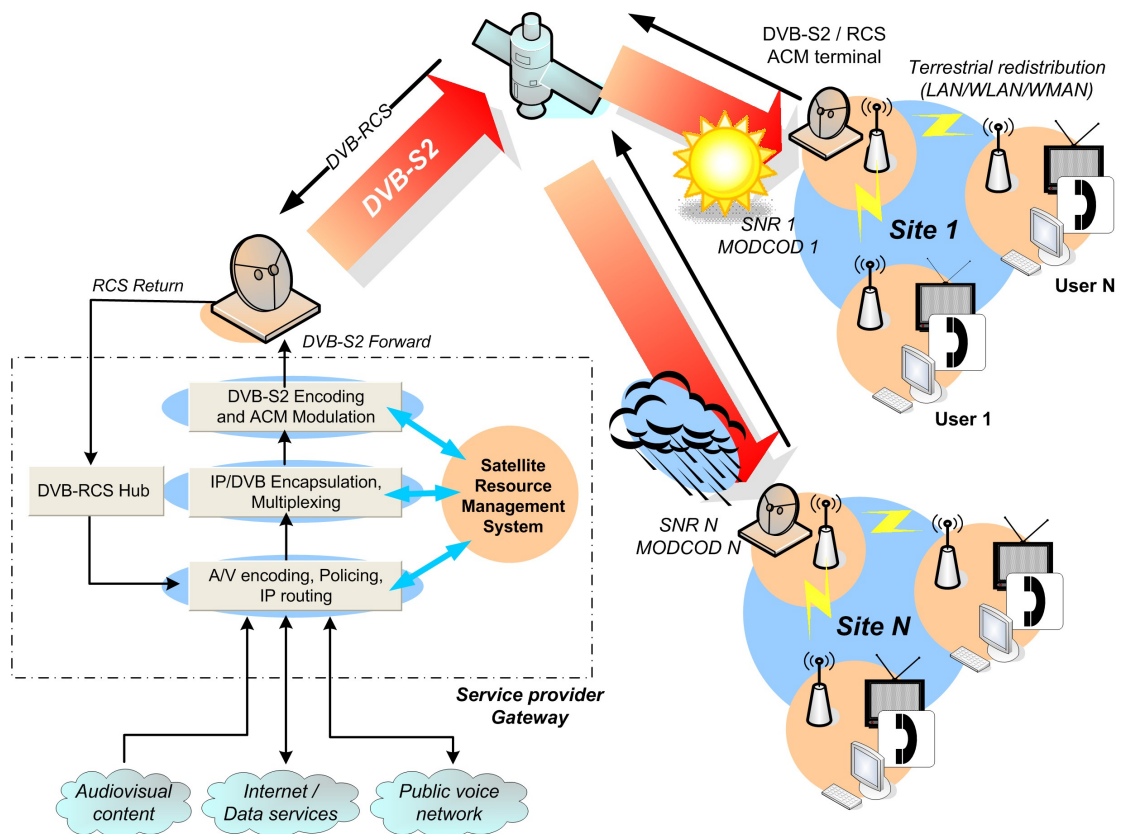 DVB-S2 / RCS
ACM terminal
Terrestrial redistribution
(LAN/WLAN/WMAN)
DVB-RCS
DVB-S2
SNR 1
MODCOD 1
Site 1
User N
User 1
RCS Return
DVB-S2 Forward
DVB-S2 Encoding
and ACM Modulation
DVB-RCS Hub
IP/DVB Encapsulation,
Multiplexing
Satellite
Resource
Management
System
A/V encoding, Policing,
IP routing
SNR N
MODCOD N
Site N
Service provider
Gateway
Audiovisual
content
Internet /
Data services
Public voice
network